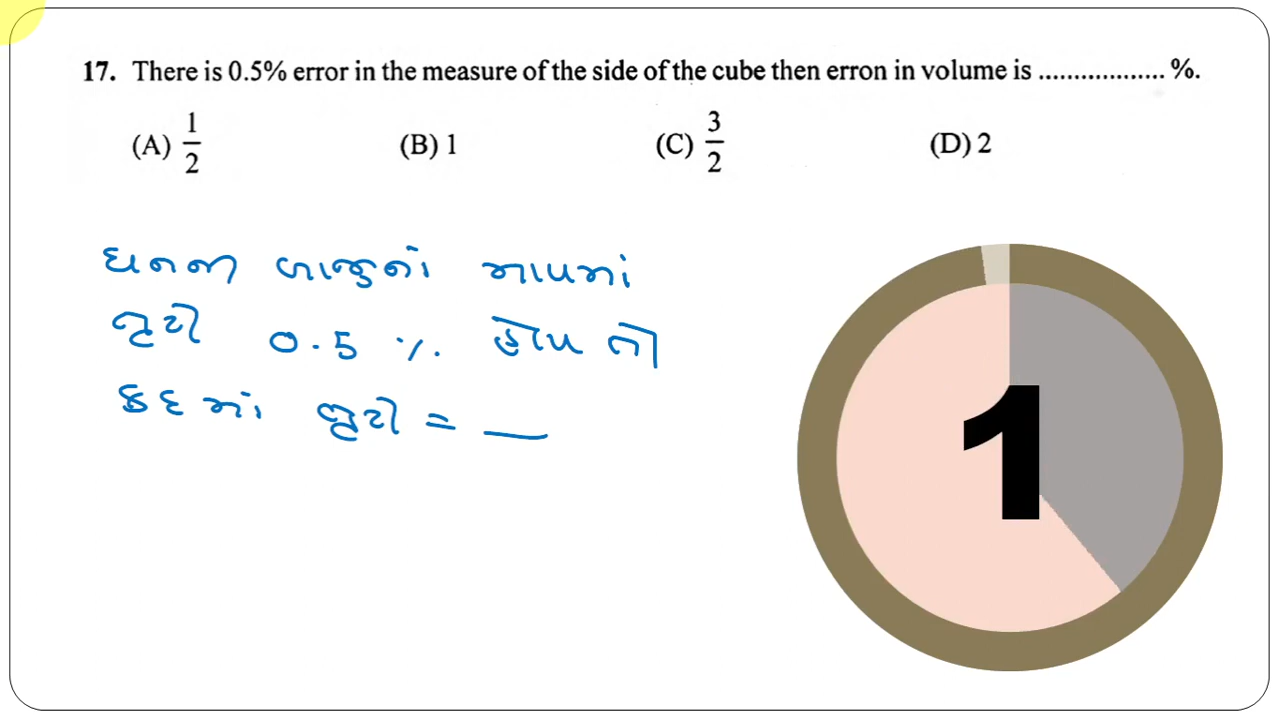 17. There is 0.5% error in the measure of the side of the cube then erron in volume is .................. %.
(A) 1/2 (B) 1 (C) 3/2 (D) 2
ઘનની બાજુનાં માપમાં
ત્રુટી 0.5 % હોય તો
કદમાં ત્રુટી = __
1